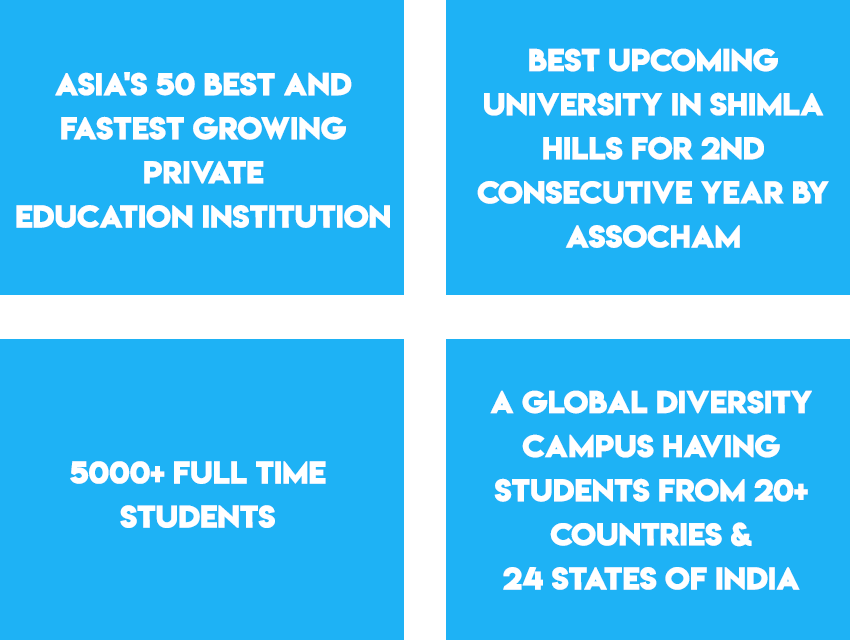 ASIA'S 50 BEST AND
FASTEST GROWING
PRIVATE
EDUCATION INSTITUTION
BEST UPCOMING
UNIVERSITY IN SHIMLA
HILLS FOR 2ND
CONSECUTIVE YEAR BY
ASSOCHAM
5000+ FULL TIME
STUDENTS
A GLOBAL DIVERSITY
CAMPUS HAVING
STUDENTS FROM 20+
COUNTRIES &
24 STATES OF INDIA